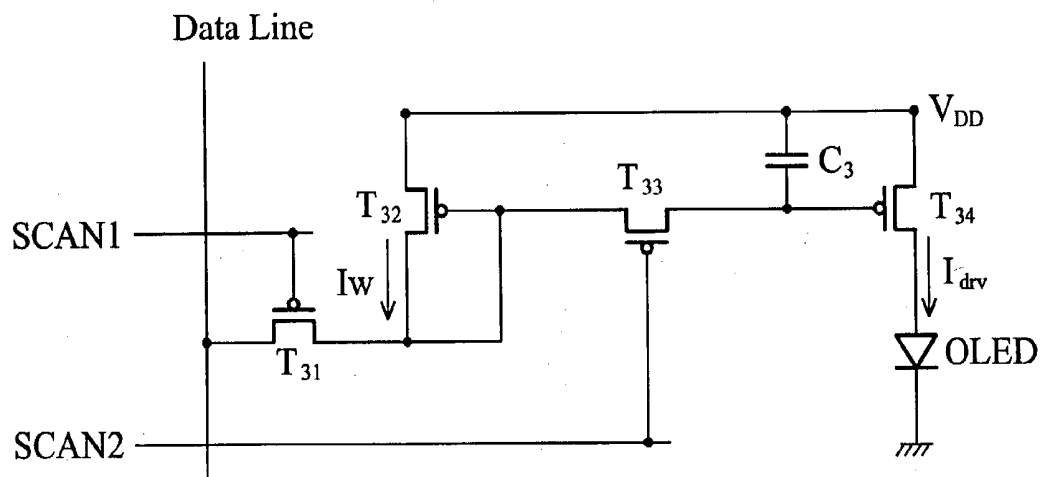 Data Line
V_DD
C_3
T_33
T_32
T_34
SCAN1
Iw
I_drv
T_31
OLED
SCAN2